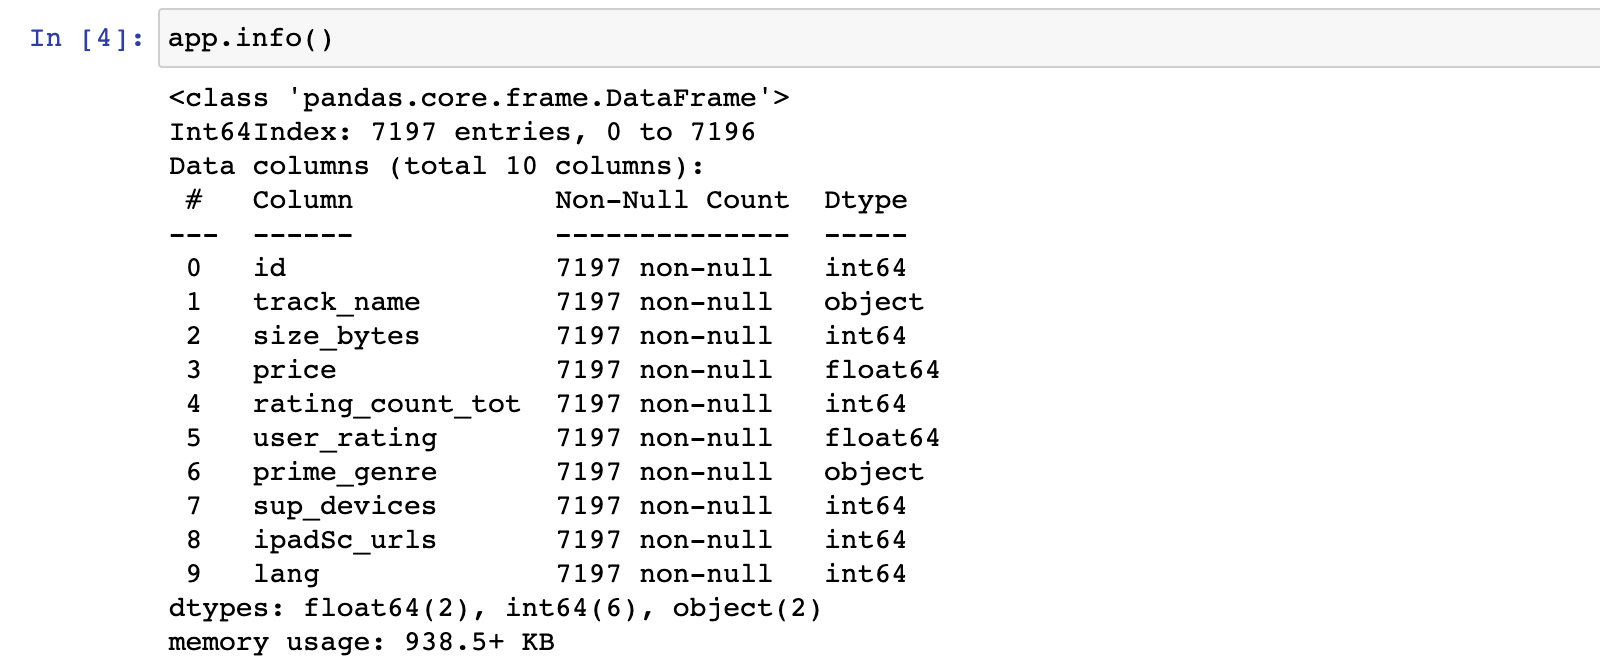 In [4]: app.info()
<class 'pandas.core.frame.DataFrame'>
Int64Index: 7197 entries, 0 to 7196
Data columns (total 10 columns):
 #   Column            Non-Null Count  Dtype
---  ------            --------------  -----
 0   id                7197 non-null   int64
 1   track_name        7197 non-null   object
 2   size_bytes        7197 non-null   int64
 3   price             7197 non-null   float64
 4   rating_count_tot  7197 non-null   int64
 5   user_rating       7197 non-null   float64
 6   prime_genre       7197 non-null   object
 7   sup_devices       7197 non-null   int64
 8   ipadSc_urls       7197 non-null   int64
 9   lang              7197 non-null   int64
dtypes: float64(2), int64(6), object(2)
memory usage: 938.5+ KB